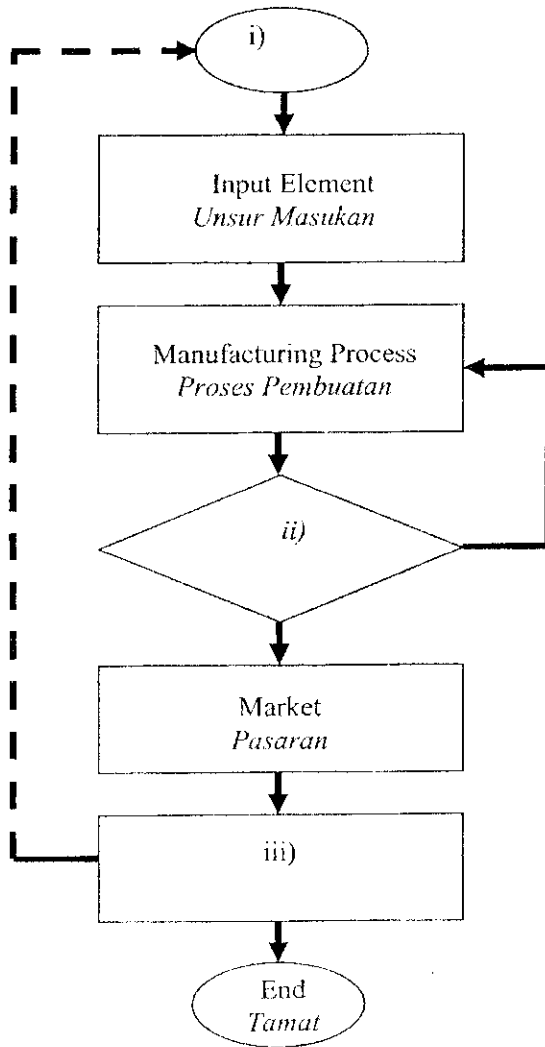 i)
Input Element
Unsur Masukan
Manufacturing Process
Proses Pembuatan
ii)
Market
Pasaran
iii)
End
Tamat